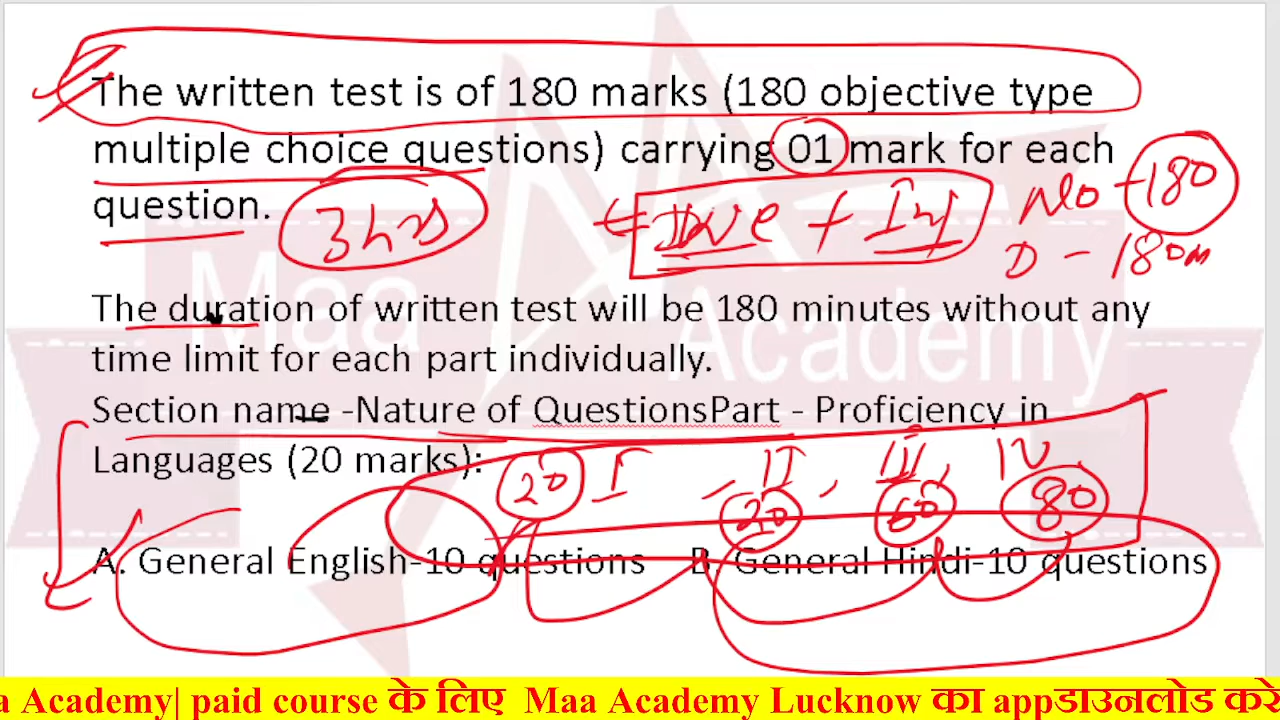 The written test is of 180 marks (180 objective type
multiple choice questions) carrying 01 mark for each
question.
3hrs
No - 180
D - 180m
The duration of written test will be 180 minutes without any
time limit for each part individually.
Section name -Nature of QuestionsPart - Proficiency in
Languages (20 marks):
20 I , II , III , IV
20 60 80
A. General English-10 questions B. General Hindi-10 questions
Maa Academy
a Academy| paid course के लिए Maa Academy Lucknow का appडाउनलोड करे